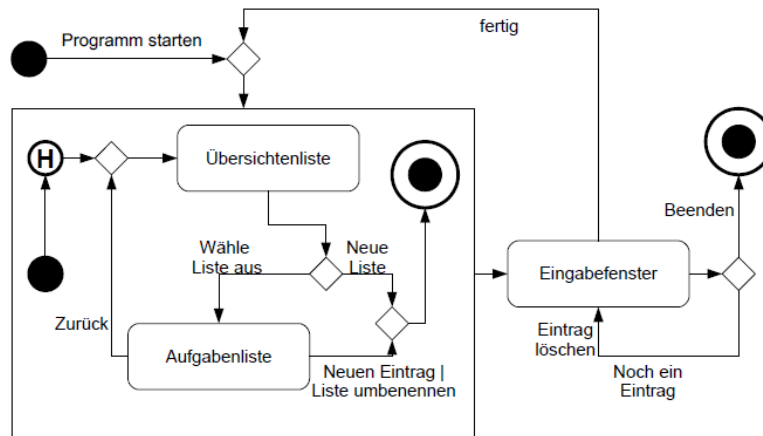 Programm starten
fertig
H
Übersichtenliste
Beenden
Wähle
Liste aus
Neue
Liste
Eingabefenster
Zurück
Aufgabenliste
Neuen Eintrag |
Liste umbenennen
Eintrag
löschen
Noch ein
Eintrag